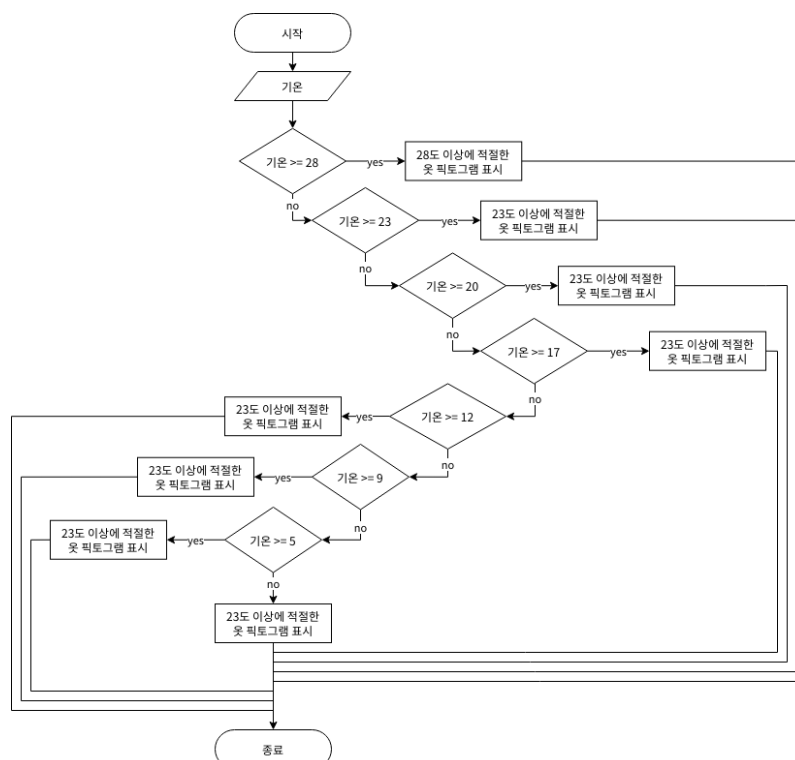 시작
기온
기온 >= 28
yes
28도 이상에 적절한
옷 픽토그램 표시
no
기온 >= 23
yes
23도 이상에 적절한
옷 픽토그램 표시
no
기온 >= 20
yes
23도 이상에 적절한
옷 픽토그램 표시
no
기온 >= 17
yes
23도 이상에 적절한
옷 픽토그램 표시
no
기온 >= 12
yes
23도 이상에 적절한
옷 픽토그램 표시
no
기온 >= 9
yes
23도 이상에 적절한
옷 픽토그램 표시
no
기온 >= 5
yes
23도 이상에 적절한
옷 픽토그램 표시
no
23도 이상에 적절한
옷 픽토그램 표시
종료